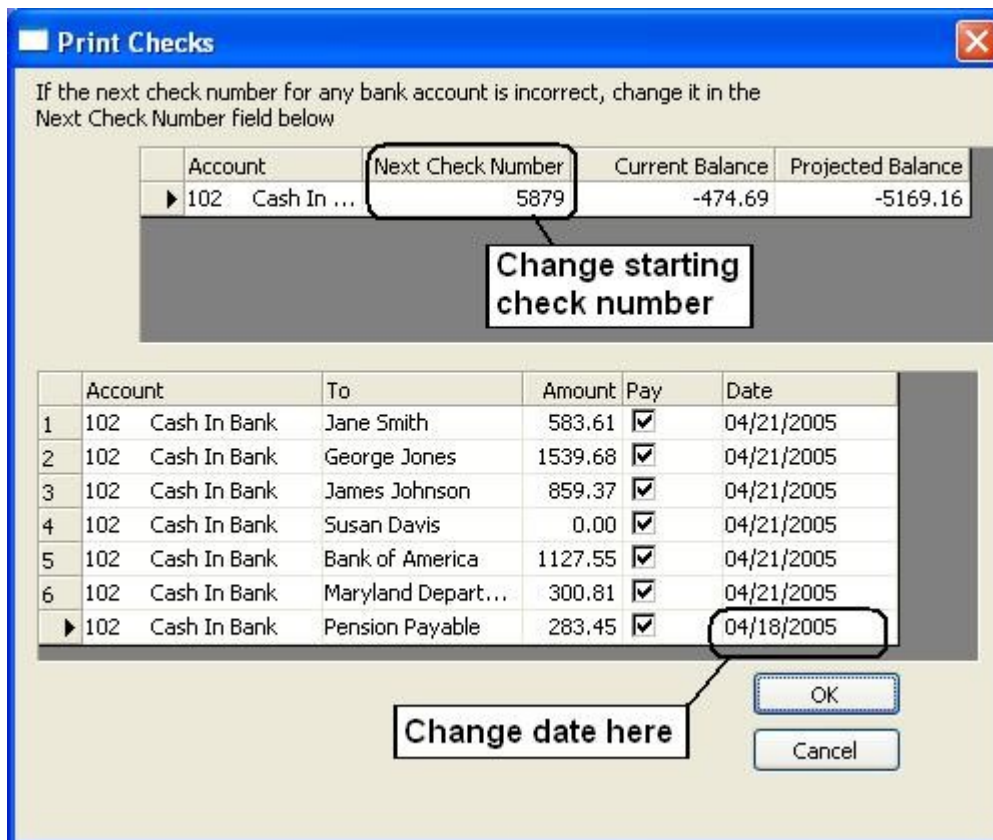 Print Checks
If the next check number for any bank account is incorrect, change it in the
Next Check Number field below
Account Next Check Number Current Balance Projected Balance
102 Cash In ... 5879 -474.69 -5169.16
Change starting
check number
Account To Amount Pay Date
1 102 Cash In Bank Jane Smith 583.61 04/21/2005
2 102 Cash In Bank George Jones 1539.68 04/21/2005
3 102 Cash In Bank James Johnson 859.37 04/21/2005
4 102 Cash In Bank Susan Davis 0.00 04/21/2005
5 102 Cash In Bank Bank of America 1127.55 04/21/2005
6 102 Cash In Bank Maryland Depart... 300.81 04/21/2005
102 Cash In Bank Pension Payable 283.45 04/18/2005
OK
Change date here
Cancel